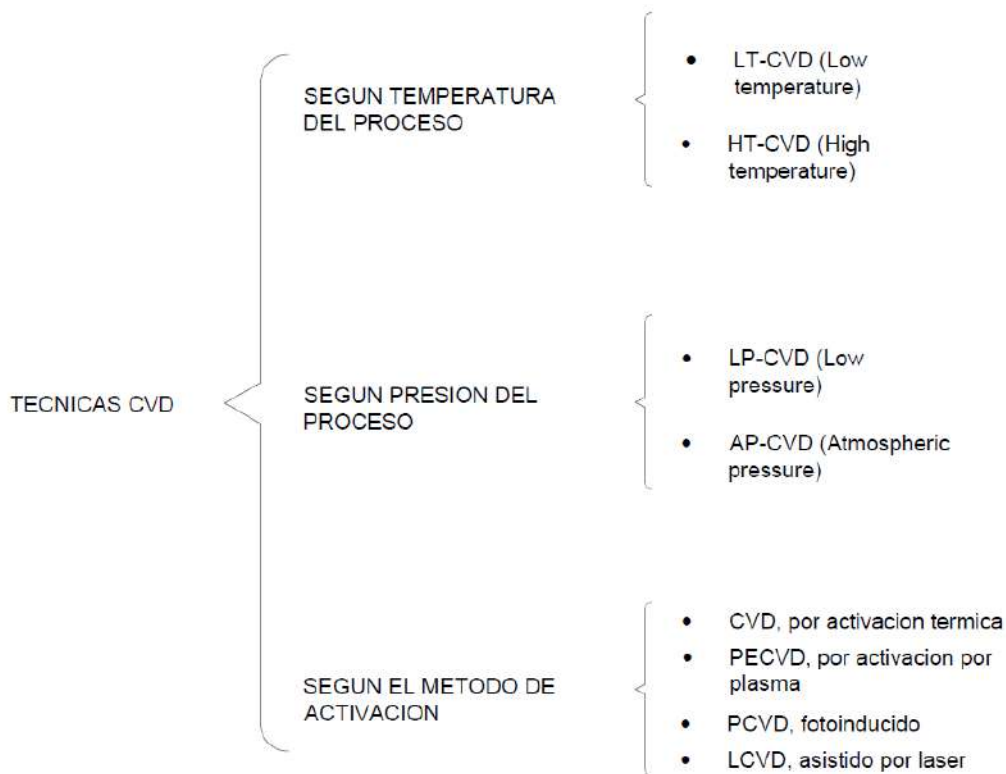 TECNICAS CVD
SEGUN TEMPERATURA
DEL PROCESO
• LT-CVD (Low
temperature)
• HT-CVD (High
temperature)
SEGUN PRESION DEL
PROCESO
• LP-CVD (Low
pressure)
• AP-CVD (Atmospheric
pressure)
SEGUN EL METODO DE
ACTIVACION
• CVD, por activacion termica
• PECVD, por activacion por
plasma
• PCVD, fotoinducido
• LCVD, asistido por laser